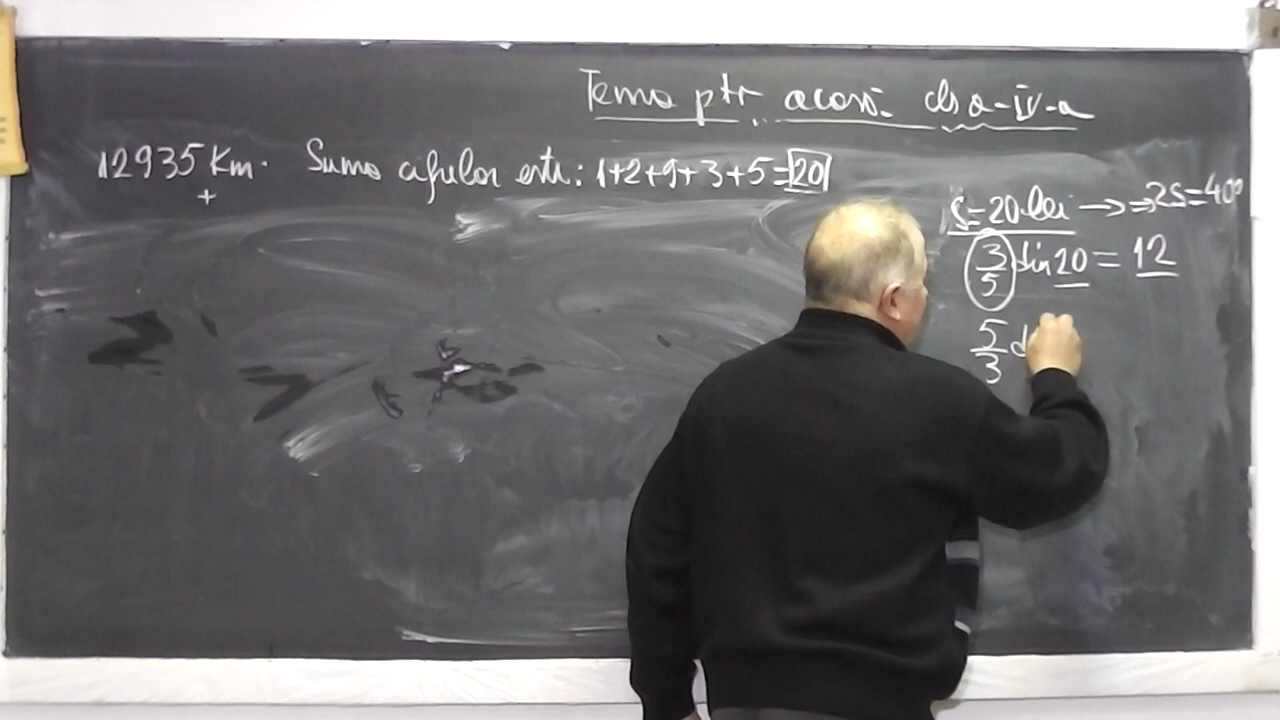 Tema ptr acasă cls a-IV-a
12935 Km. Suma cifrelor este: 1+2+9+3+5=20
+
S=20 lei → ⇒2S=40
3/5 din 20 = 12
5/3 d